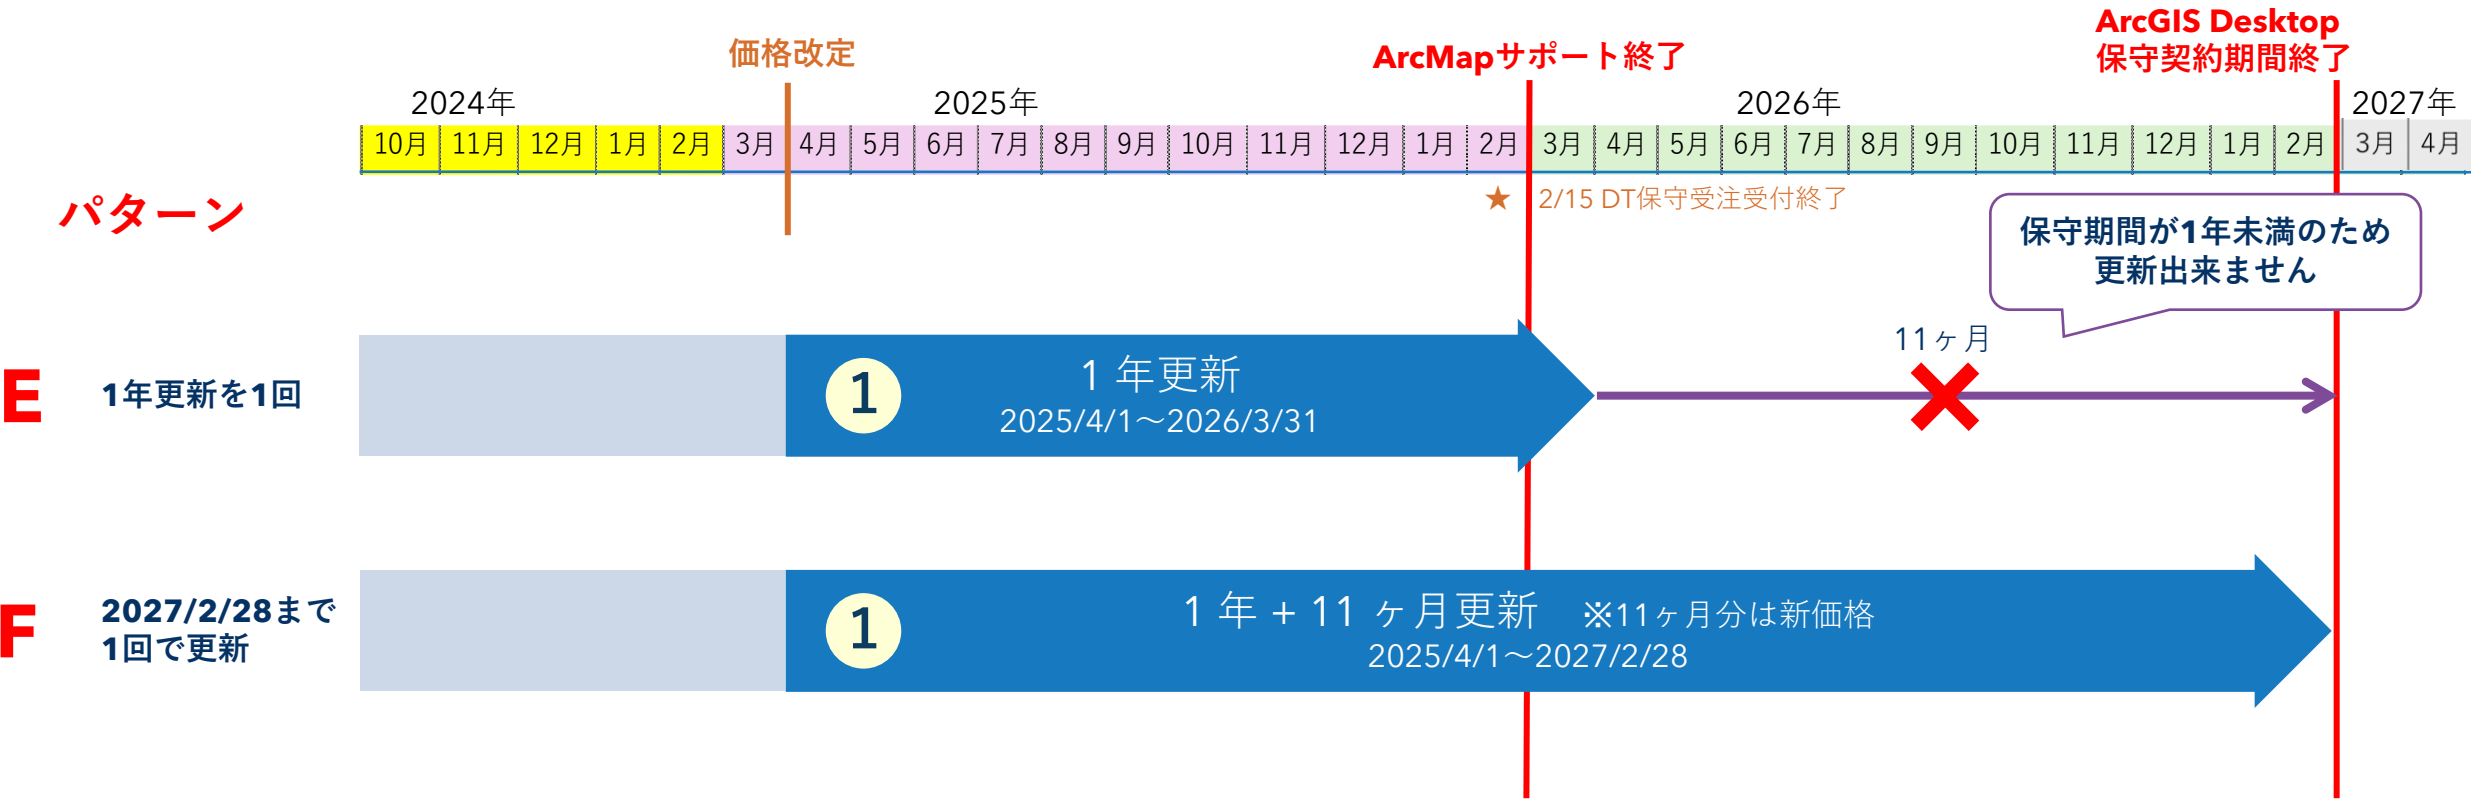 ArcGIS Desktop
保守契約期間終了
価格改定
ArcMapサポート終了
2024年 2025年 2026年 2027年
10月 11月 12月 1月 2月 3月 4月 5月 6月 7月 8月 9月 10月 11月 12月 1月 2月 3月 4月 5月 6月 7月 8月 9月 10月 11月 12月 1月 2月 3月 4月
★ 2/15 DT保守受注受付終了
パターン
保守期間が1年未満のため
更新出来ません
11ヶ月
E 1年更新を1回
1
1 年更新
2025/4/1～2026/3/31
F
2027/2/28まで
1回で更新
1
1 年 + 11 ヶ月更新 ※11ヶ月分は新価格
2025/4/1～2027/2/28